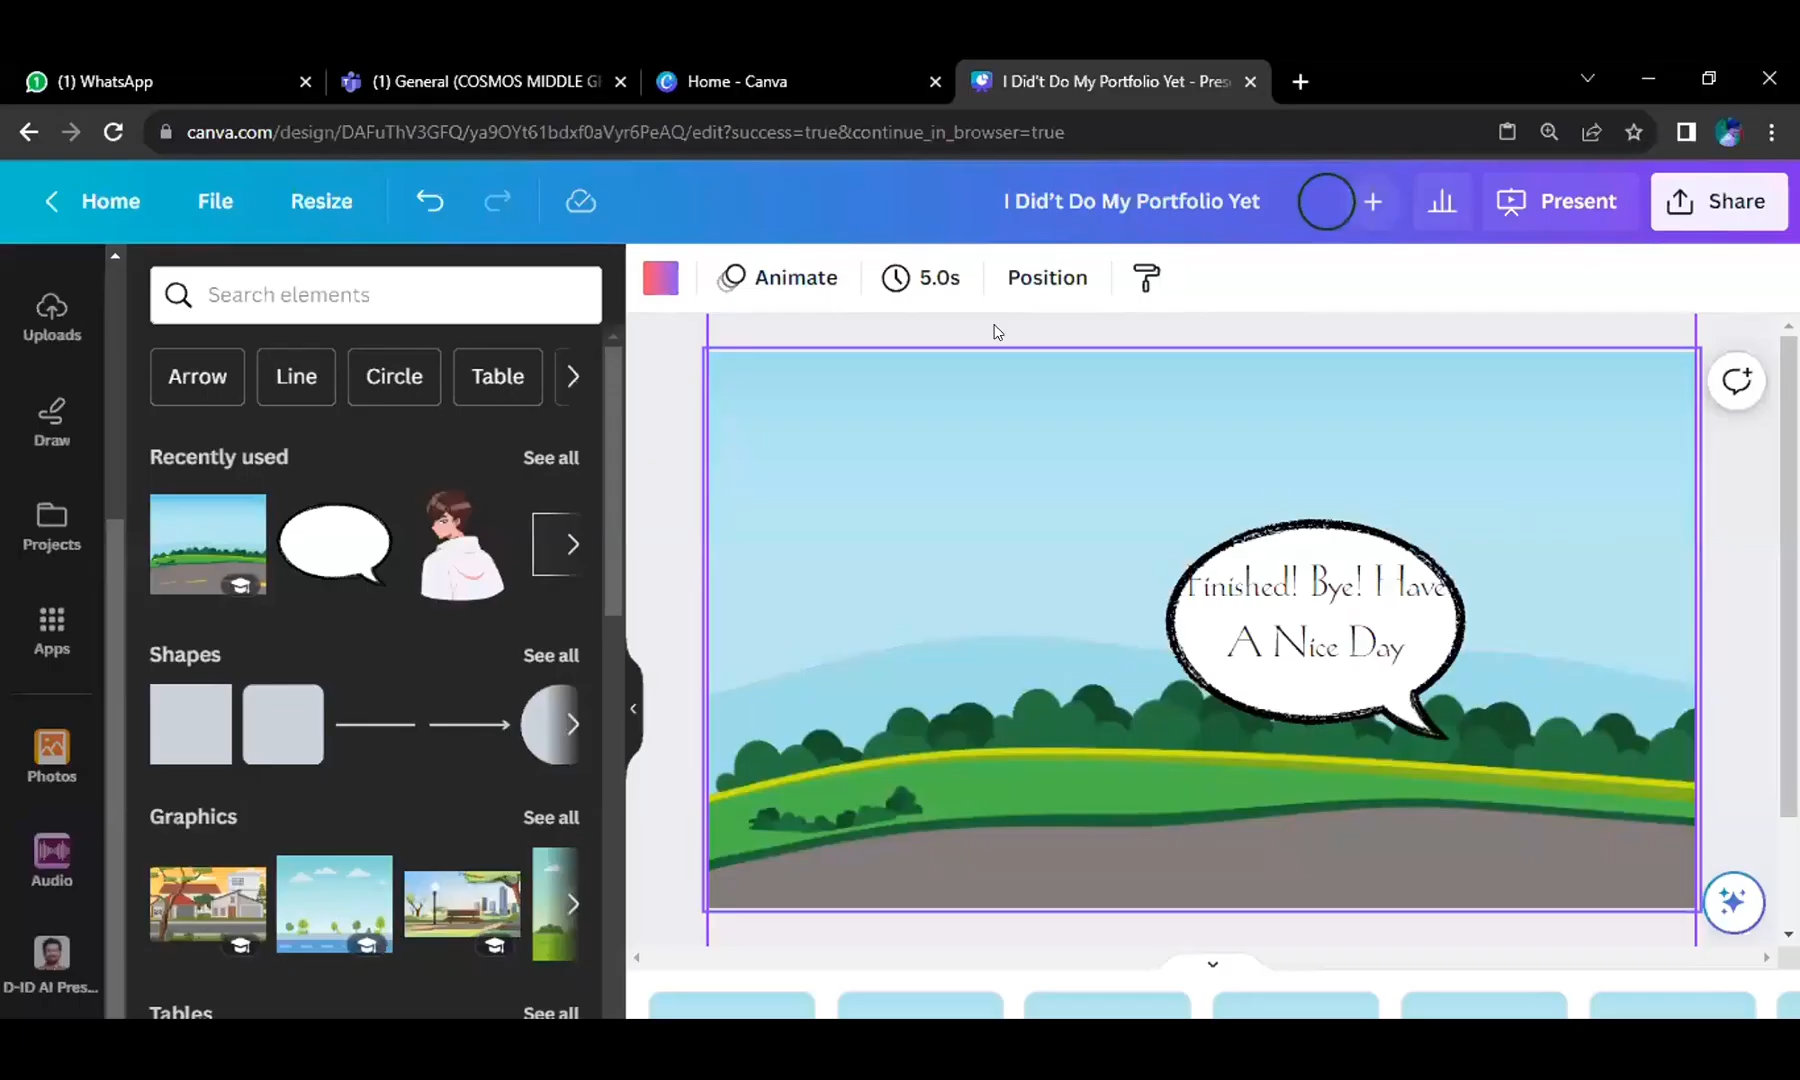 (1) WhatsApp
(1) General (COSMOS MIDDLE GR
Home - Canva
I Did't Do My Portfolio Yet - Pres
canva.com/design/DAFuThV3GFQ/ya9OYt61bdxf0aVyr6PeAQ/edit?success=true&continue_in_browser=true
Home
File
Resize
I Did't Do My Portfolio Yet
Present
Share
Uploads
Draw
Projects
Apps
Photos
Audio
D-ID AI Pres...
Search elements
Arrow
Line
Circle
Table
Recently used
See all
Shapes
See all
Graphics
See all
Tables
See all
Animate
5.0s
Position
Finished! Bye! I Have
A Nice Day